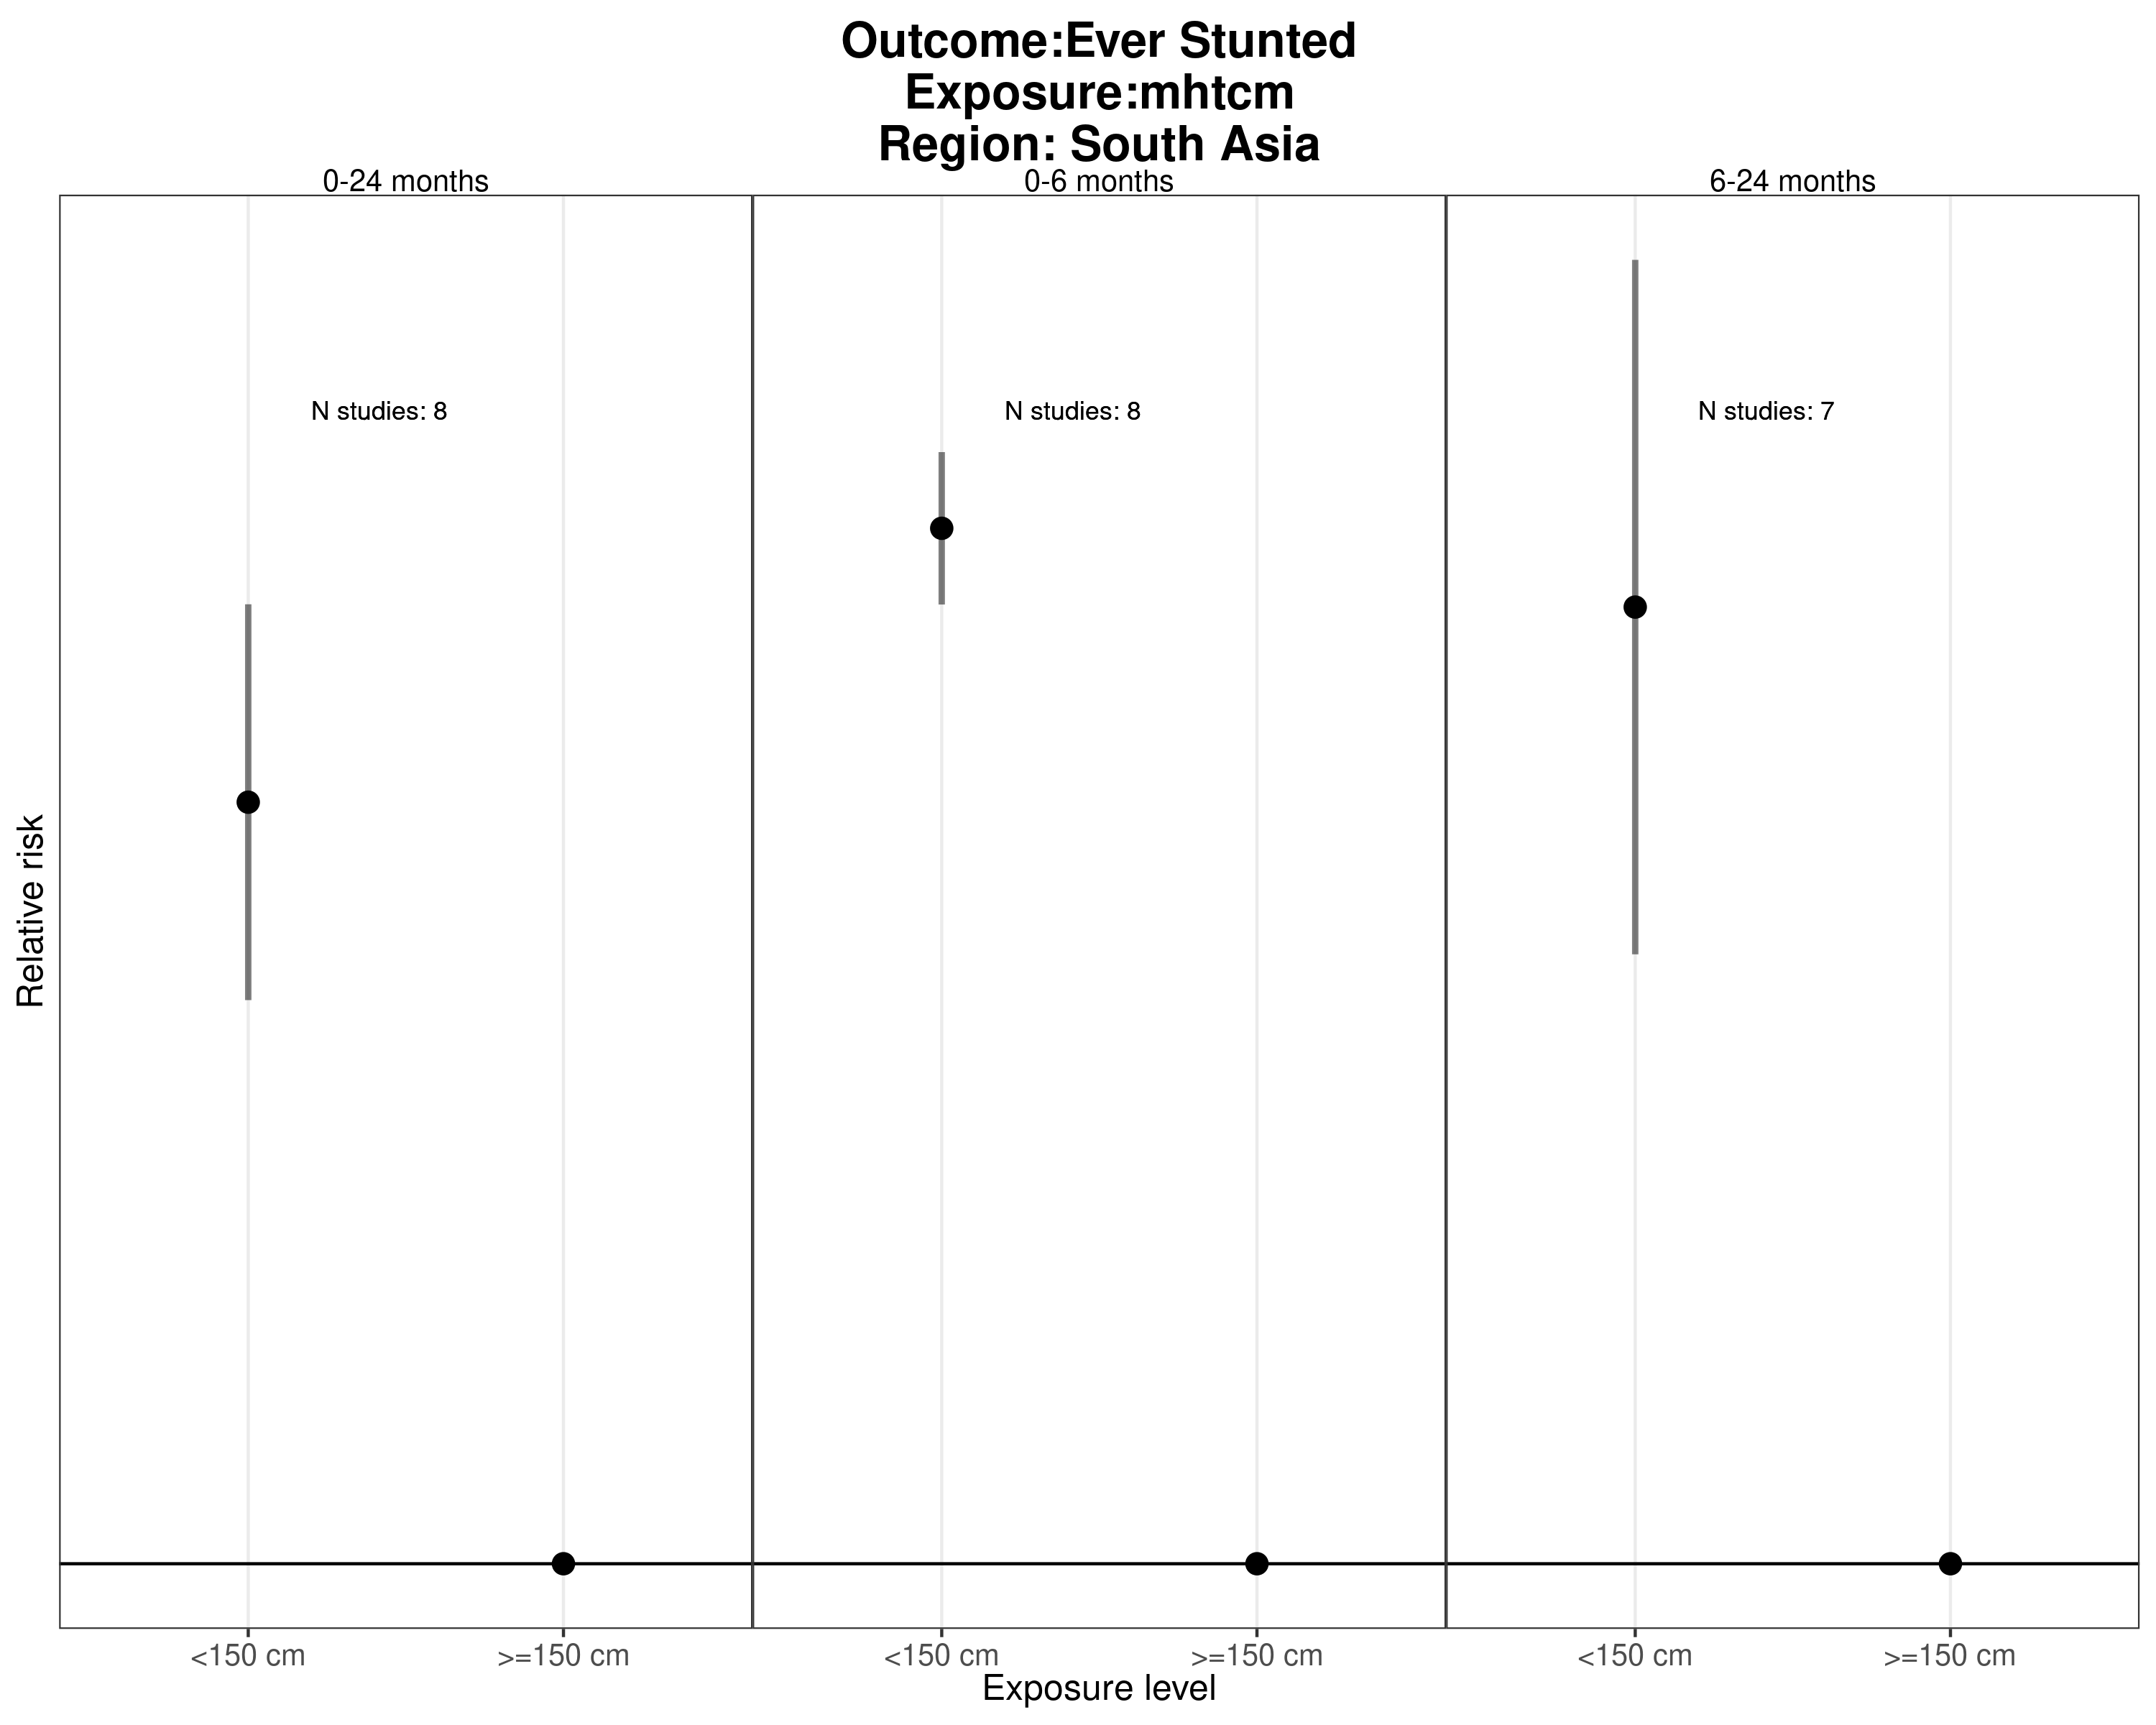 Outcome:Ever Stunted
Exposure:mhtcm
Region: South Asia
0-24 months
0-6 months
6-24 months
N studies: 8
N studies: 8
N studies: 7
Relative risk
<150 cm
>=150 cm
<150 cm
>=150 cm
<150 cm
>=150 cm
Exposure level